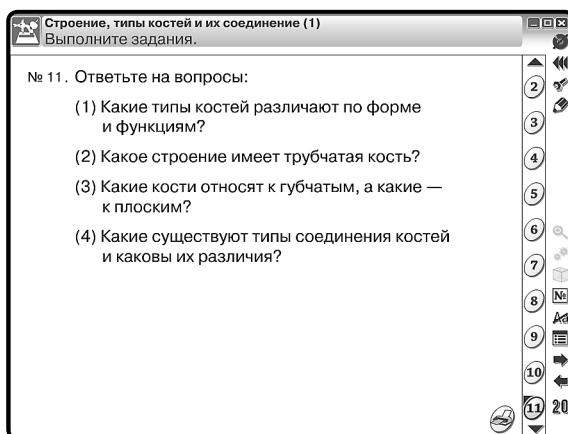 Строение, типы костей и их соединение (1)
Выполните задания.
№ 11. Ответьте на вопросы:
(1) Какие типы костей различают по форме
и функциям?
(2) Какое строение имеет трубчатая кость?
(3) Какие кости относят к губчатым, а какие —
к плоским?
(4) Какие существуют типы соединения костей
и каковы их различия?
2
3
4
5
6
7
8
9
10
11
№
Aa
20